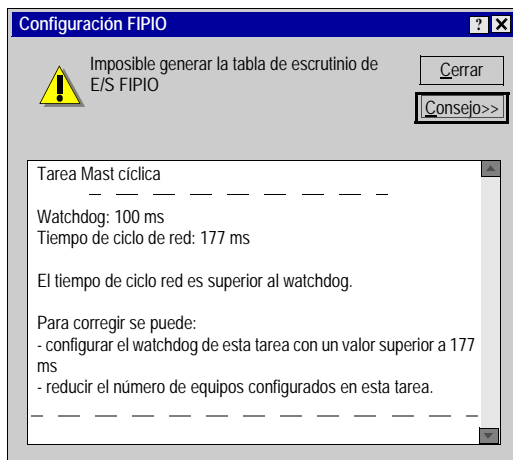 Configuración FIPIO
? X
Imposible generar la tabla de escrutinio de
E/S FIPIO
Cerrar
Consejo>>
Tarea Mast cíclica
Watchdog: 100 ms
Tiempo de ciclo de red: 177 ms
El tiempo de ciclo red es superior al watchdog.
Para corregir se puede:
- configurar el watchdog de esta tarea con un valor superior a 177
ms
- reducir el número de equipos configurados en esta tarea.